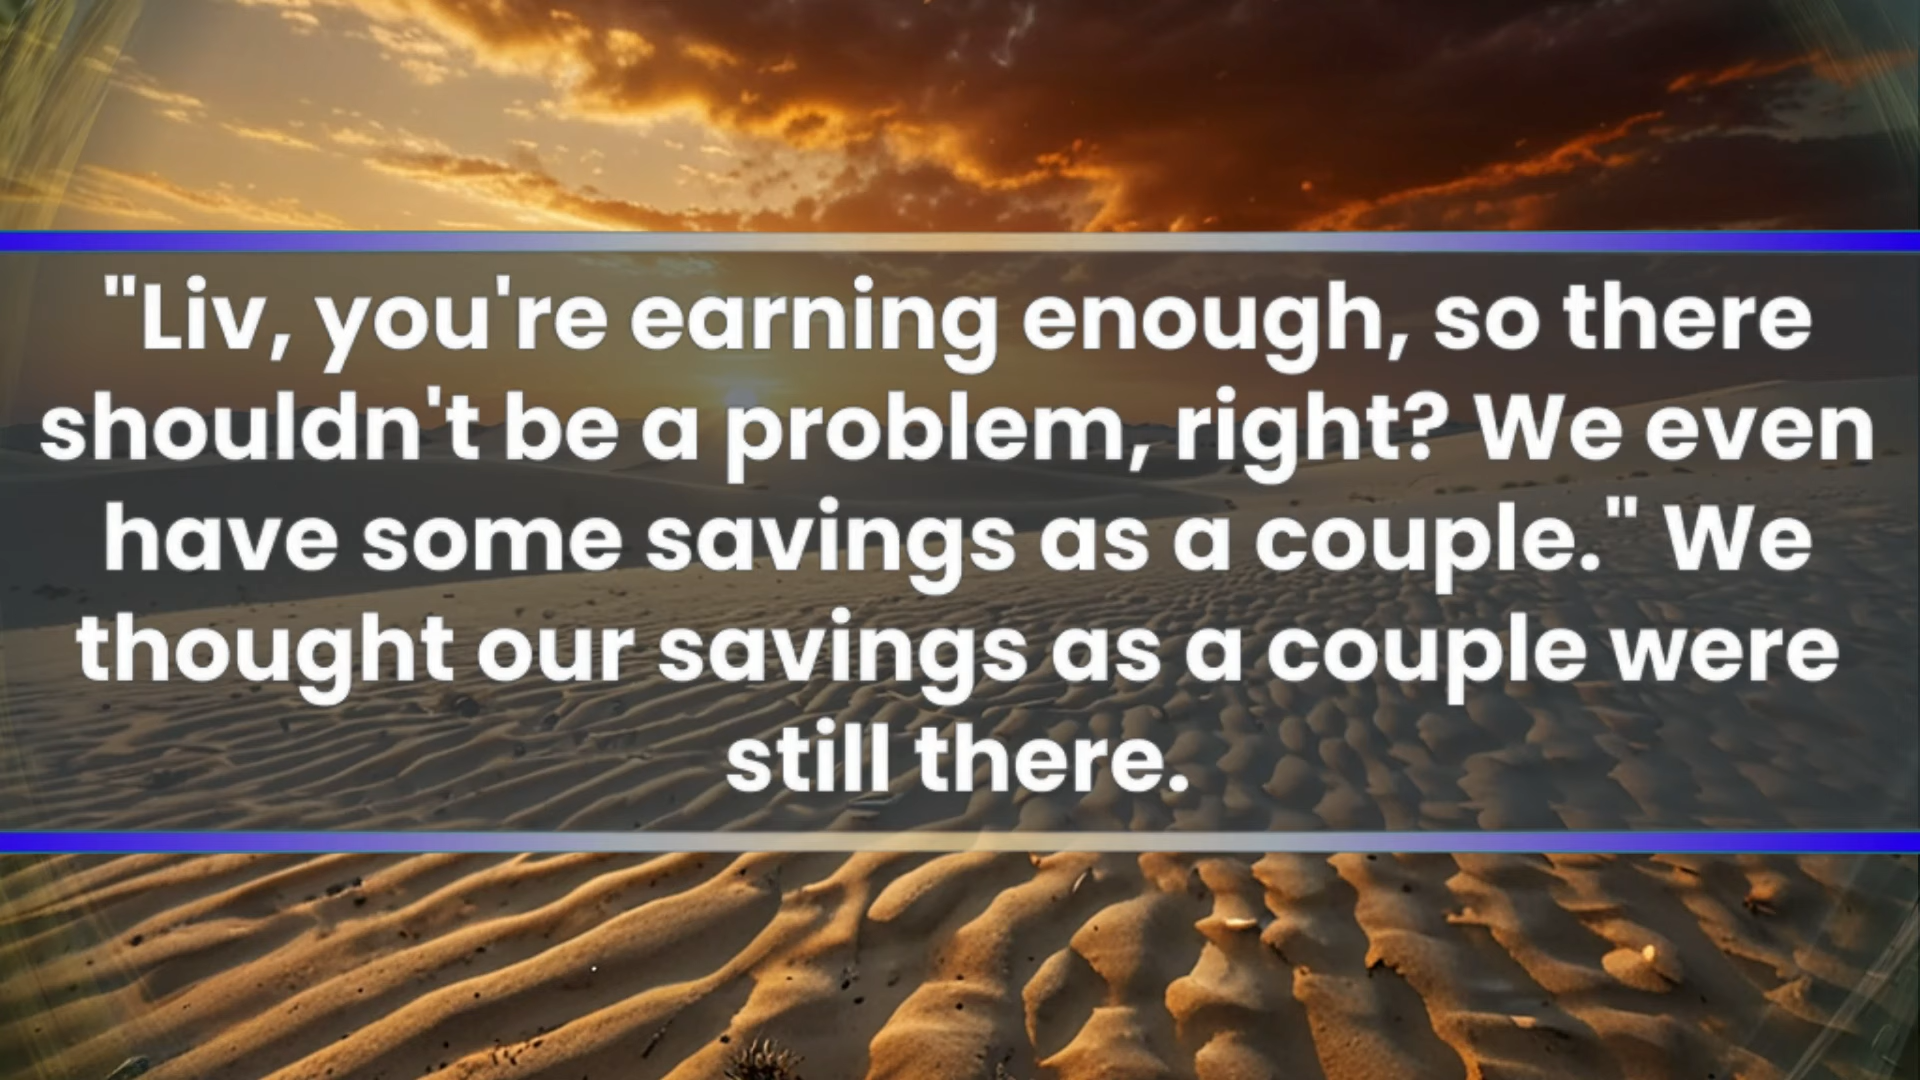 "Liv, you're earning enough, so there
shouldn't be a problem, right? We even
have some savings as a couple." We
thought our savings as a couple were
still there.